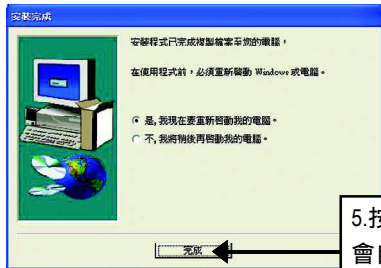 安裝完成
安裝程式已完成複製檔案至您的電腦，
在使用程式前，必須重新啟動 Windows 或電腦。
是, 我現在要重新啟動我的電腦。
不, 我將稍後再啟動我的電腦。
完成
5.按
會